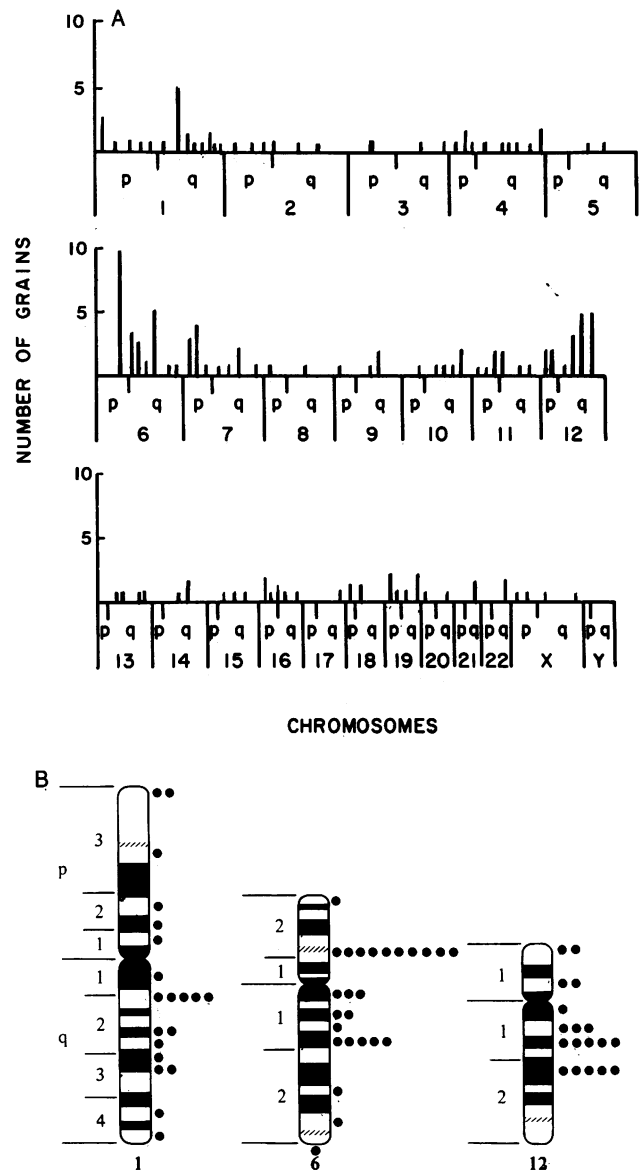 A
10
5
p q p q p q p q p q
1 2 3 4 5
10
5
p q p q p q p q p q p q p q
6 7 8 9 10 11 12
NUMBER OF GRAINS
10
5
p q p q p q p q p q p q p q p q p q p q p q p q
13 14 15 16 17 18 19 20 21 22 X Y
CHROMOSOMES
B
3
p
2
2
1
1
1
1
1
1
2
q
3
2
2
4
1 6 12